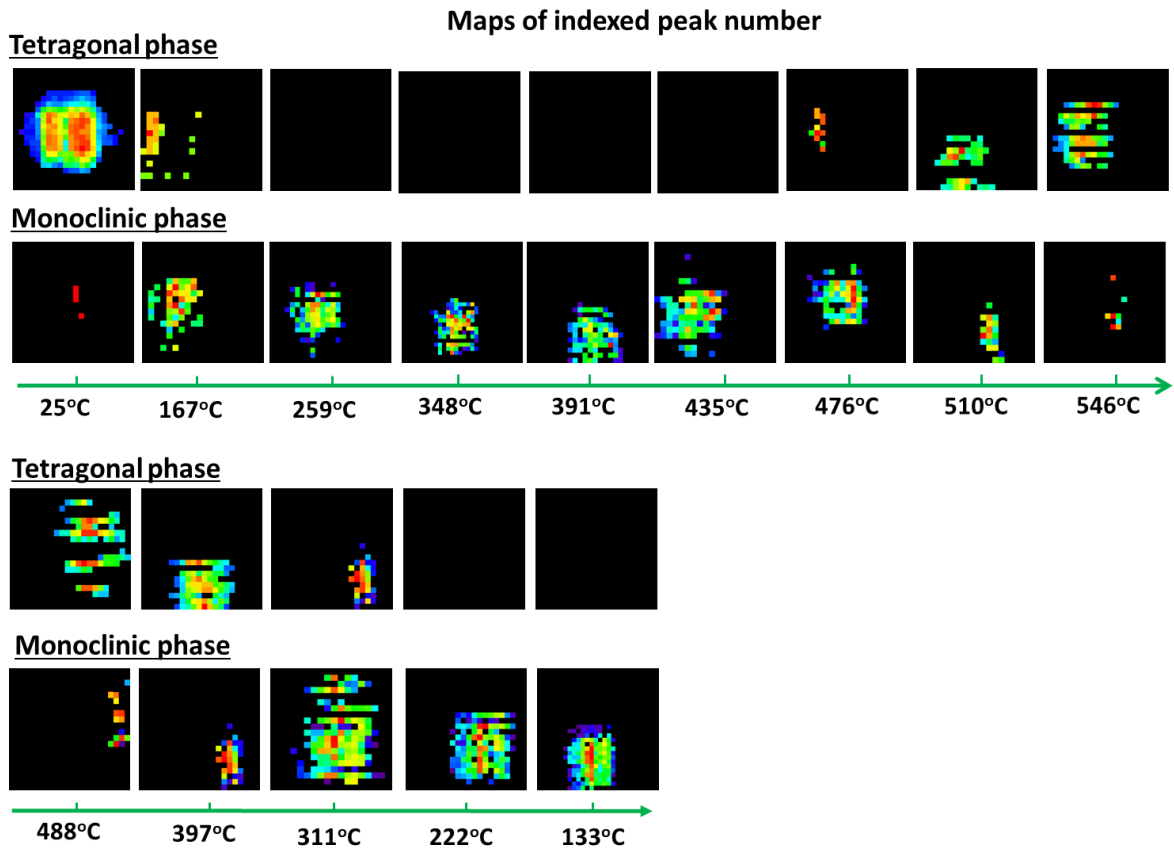 Maps of indexed peak number
Tetragonal phase
Monoclinic phase
25°C 167°C 259°C 348°C 391°C 435°C 476°C 510°C 546°C
Tetragonal phase
Monoclinic phase
488°C 397°C 311°C 222°C 133°C